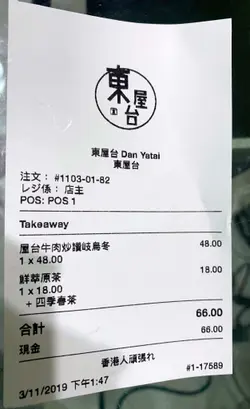 東屋台
東屋台 Dan Yatai
東屋台
注文： #1103-01-82
レジ係： 店主
POS: POS 1
Takeaway
屋台牛肉炒讚岐烏冬 48.00
1 x 48.00
鮮萃原茶 18.00
1 x 18.00
+ 四季春茶
66.00
合計 66.00
現金
香港人頑張れ
3/11/2019 下午1:47 #1-17589